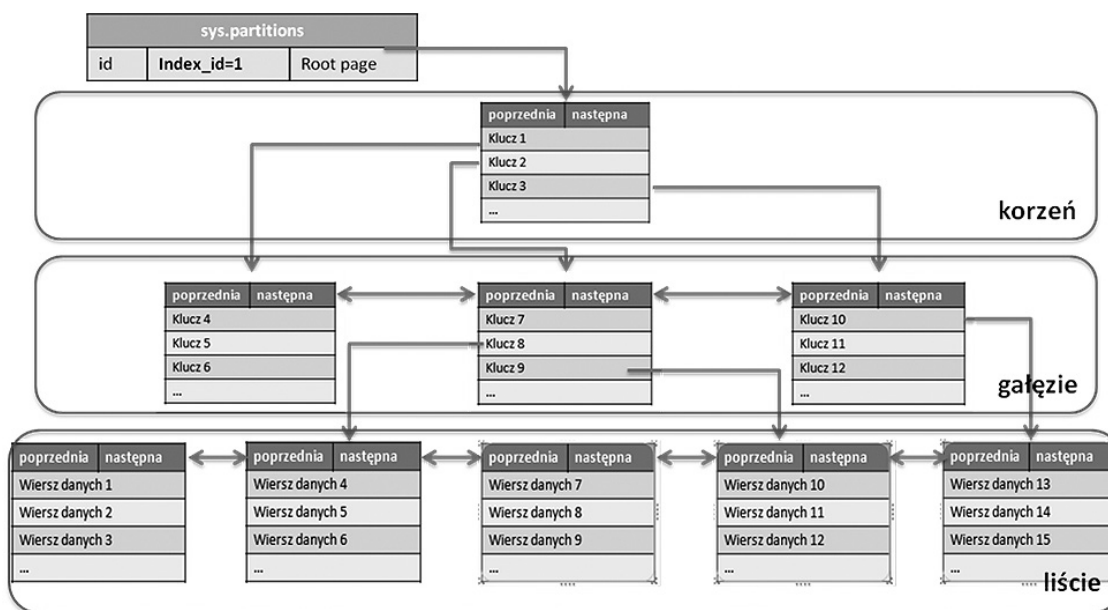 sys.partitions
id Index_id=1 Root page
poprzednia następna
Klucz 1
Klucz 2
Klucz 3
...
korzeń
poprzednia następna
Klucz 4
Klucz 5
Klucz 6
...
poprzednia następna
Klucz 7
Klucz 8
Klucz 9
...
poprzednia następna
Klucz 10
Klucz 11
Klucz 12
...
gałęzie
poprzednia następna
Wiersz danych 1
Wiersz danych 2
Wiersz danych 3
...
poprzednia następna
Wiersz danych 4
Wiersz danych 5
Wiersz danych 6
...
poprzednia następna
Wiersz danych 7
Wiersz danych 8
Wiersz danych 9
...
poprzednia następna
Wiersz danych 10
Wiersz danych 11
Wiersz danych 12
...
poprzednia następna
Wiersz danych 13
Wiersz danych 14
Wiersz danych 15
...
liście